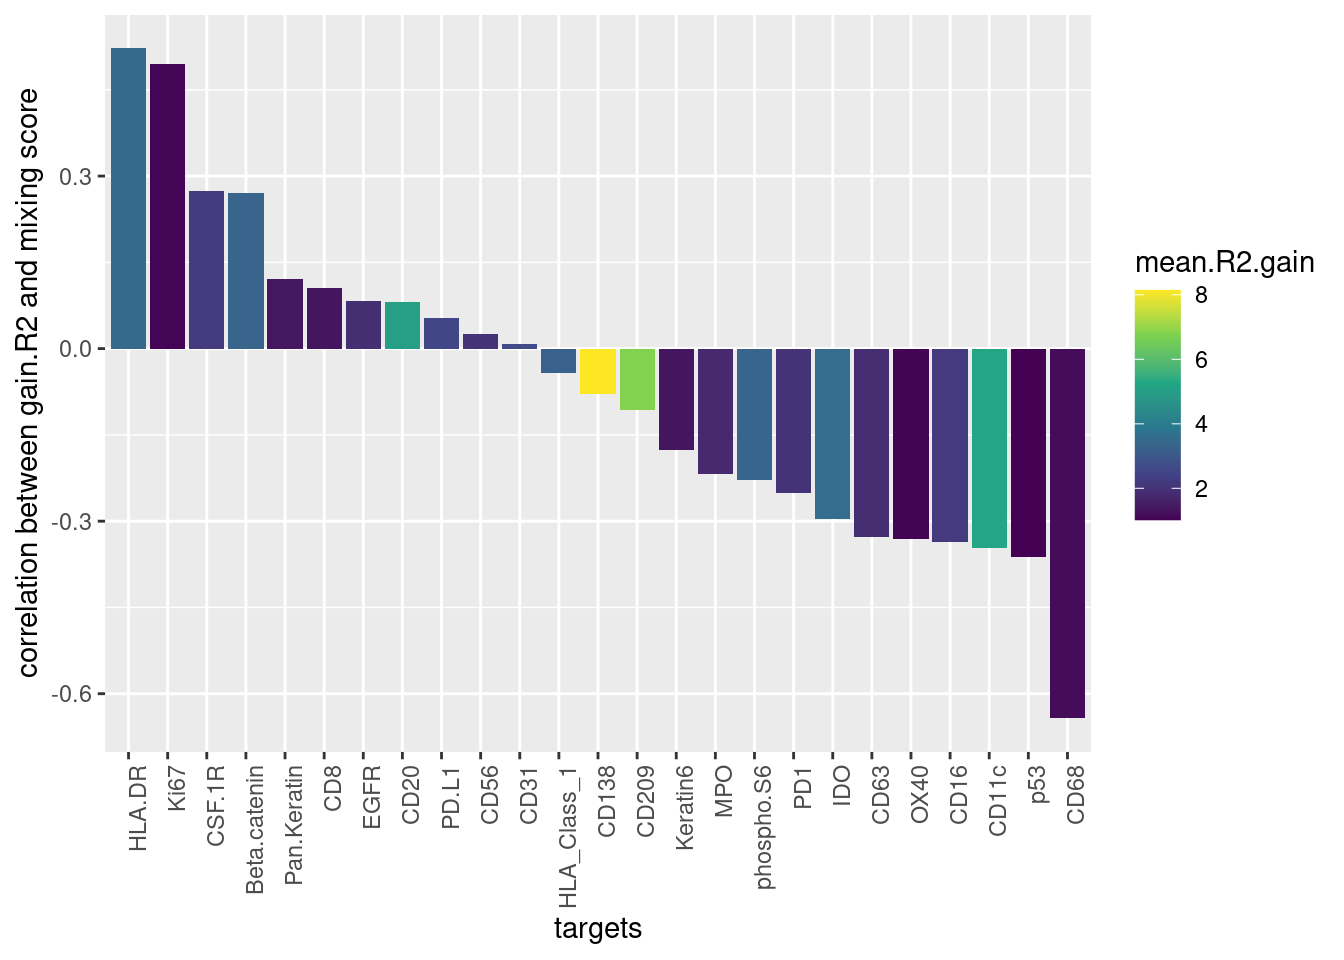 correlation between gain.R2 and mixing score
0.3
0.0
-0.3
-0.6
HLA.DR
Ki67
CSF.1R
Beta.catenin
Pan.Keratin
CD8
EGFR
CD20
PD.L1
CD56
CD31
HLA_Class_1
CD138
CD209
Keratin6
MPO
phospho.S6
PD1
IDO
CD63
OX40
CD16
CD11c
p53
CD68
targets
mean.R2.gain
8
6
4
2